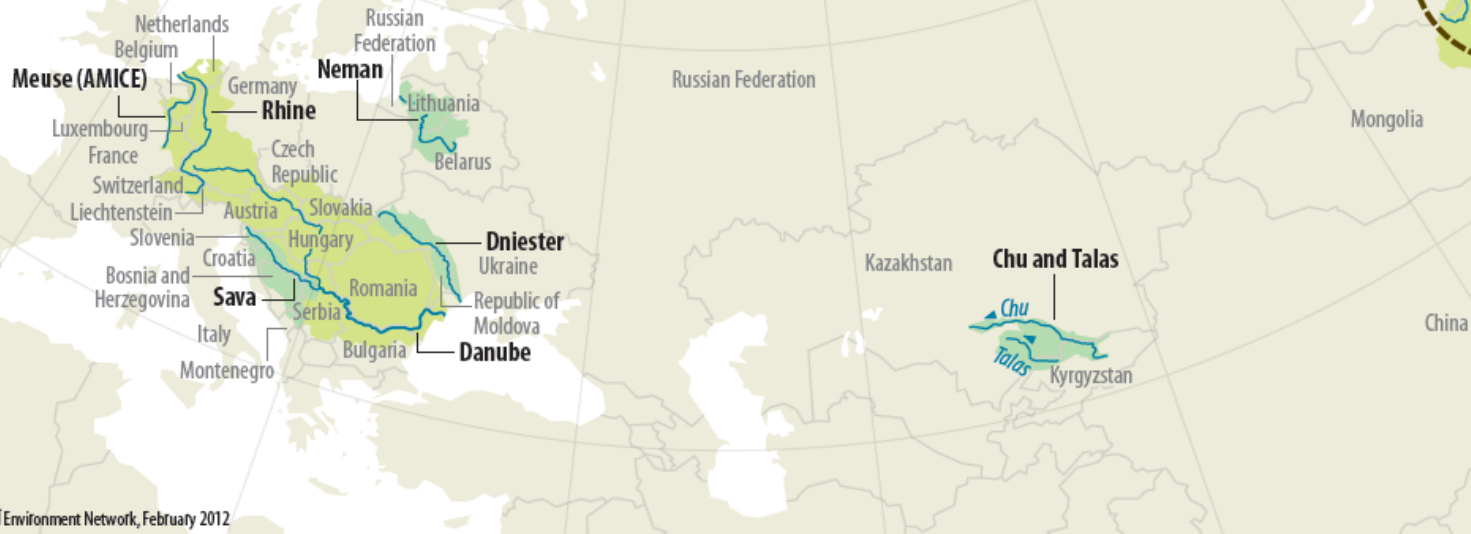 Netherlands
Belgium
Meuse (AMICE)
Germany
Rhine
Luxembourg
France
Czech
Republic
Switzerland
Liechtenstein
Austria
Slovakia
Slovenia
Hungary
Croatia
Bosnia and
Herzegovina
Sava
Serbia
Romania
Italy
Montenegro
Bulgaria
Danube
Russian
Federation
Neman
Lithuania
Belarus
Dniester
Ukraine
Republic of
Moldova
Russian Federation
Kazakhstan
Chu and Talas
Chu
Talas
Kyrgyzstan
Mongolia
China
Environment Network, February 2012